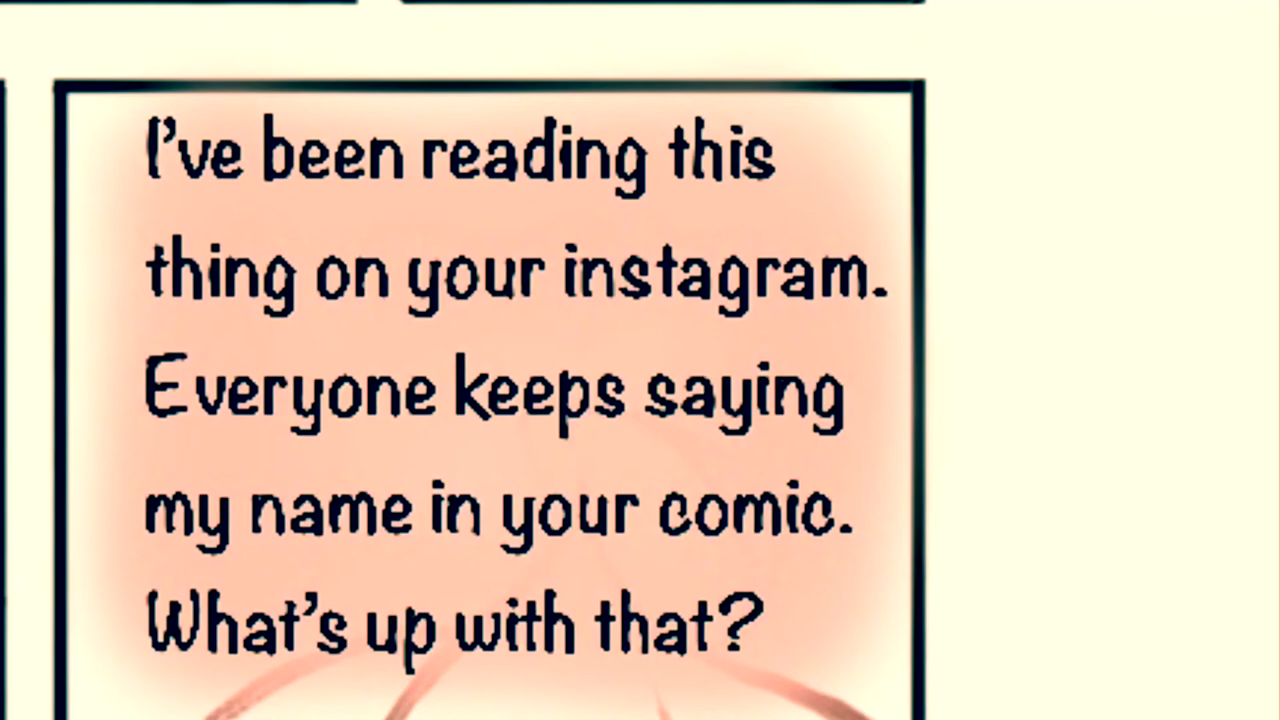 I've been reading this
thing on your instagram.
Everyone keeps saying
my name in your comic.
What's up with that?